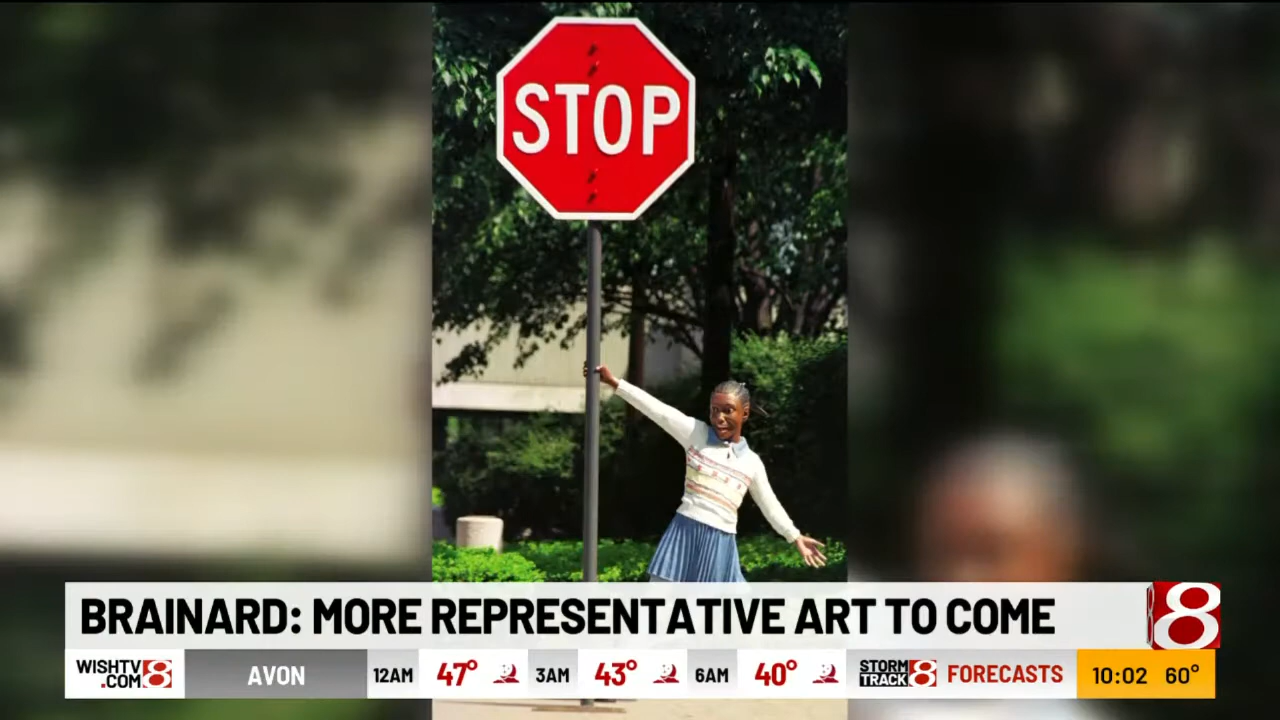 STOP
BRAINARD: MORE REPRESENTATIVE ART TO COME
8
WISHTV
.COM 8
AVON
12AM 47° 3AM 43° 6AM 40°
STORM
TRACK 8
FORECASTS
10:02 60°